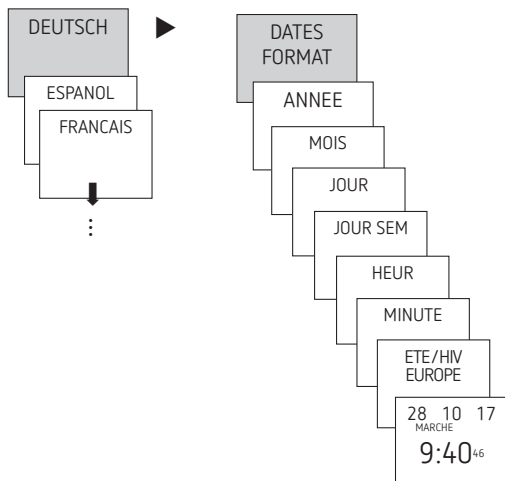 DEUTSCH
ESPANOL
FRANCAIS
DATES
FORMAT
ANNEE
MOIS
JOUR
JOUR SEM
HEUR
MINUTE
ETE/HIV
EUROPE
28 10 17
MARCHE
9:40 46